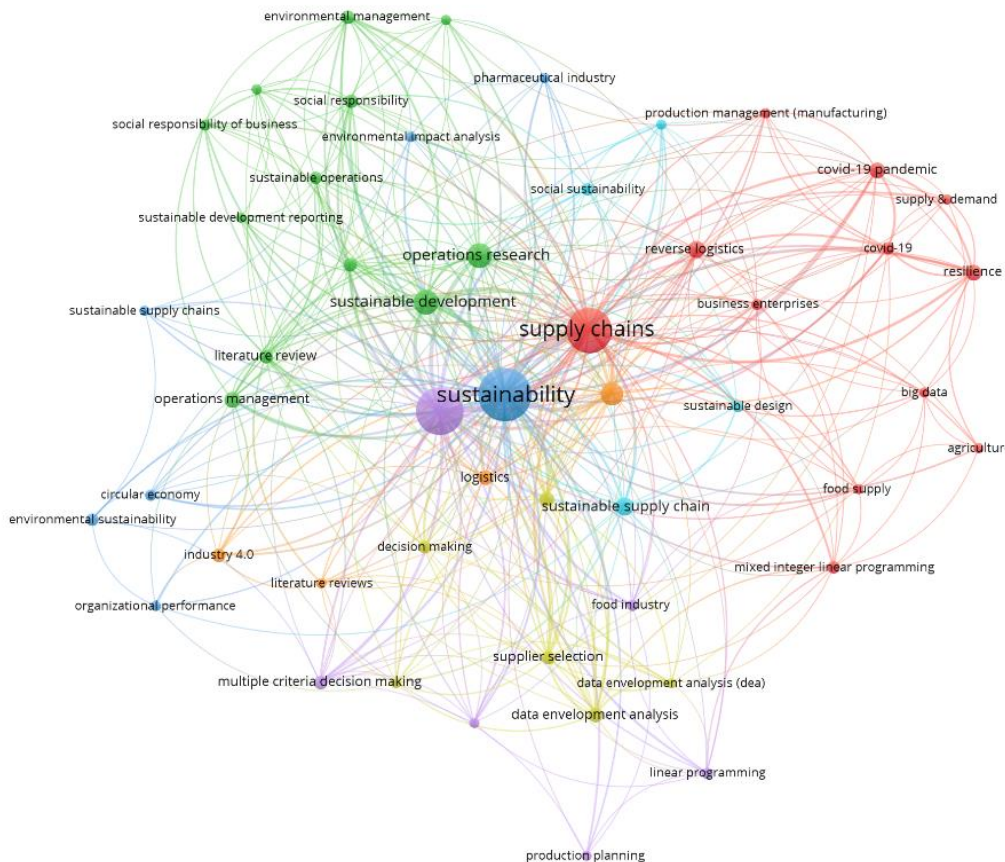 environmental management
pharmaceutical industry
social responsibility
production management (manufacturing)
social responsibility of business
environmental impact analysis
covid-19 pandemic
sustainable operations
social sustainability
supply & demand
sustainable development reporting
operations research
reverse logistics
covid-19
resilience
sustainable development
business enterprises
sustainable supply chains
supply chains
literature review
sustainability
big data
operations management
sustainable design
agricultur
logistics
circular economy
food supply
environmental sustainability
sustainable supply chain
industry 4.0
decision making
mixed integer linear programming
literature reviews
organizational performance
food industry
supplier selection
multiple criteria decision making
data envelopment analysis (dea)
data envelopment analysis
linear programming
production planning